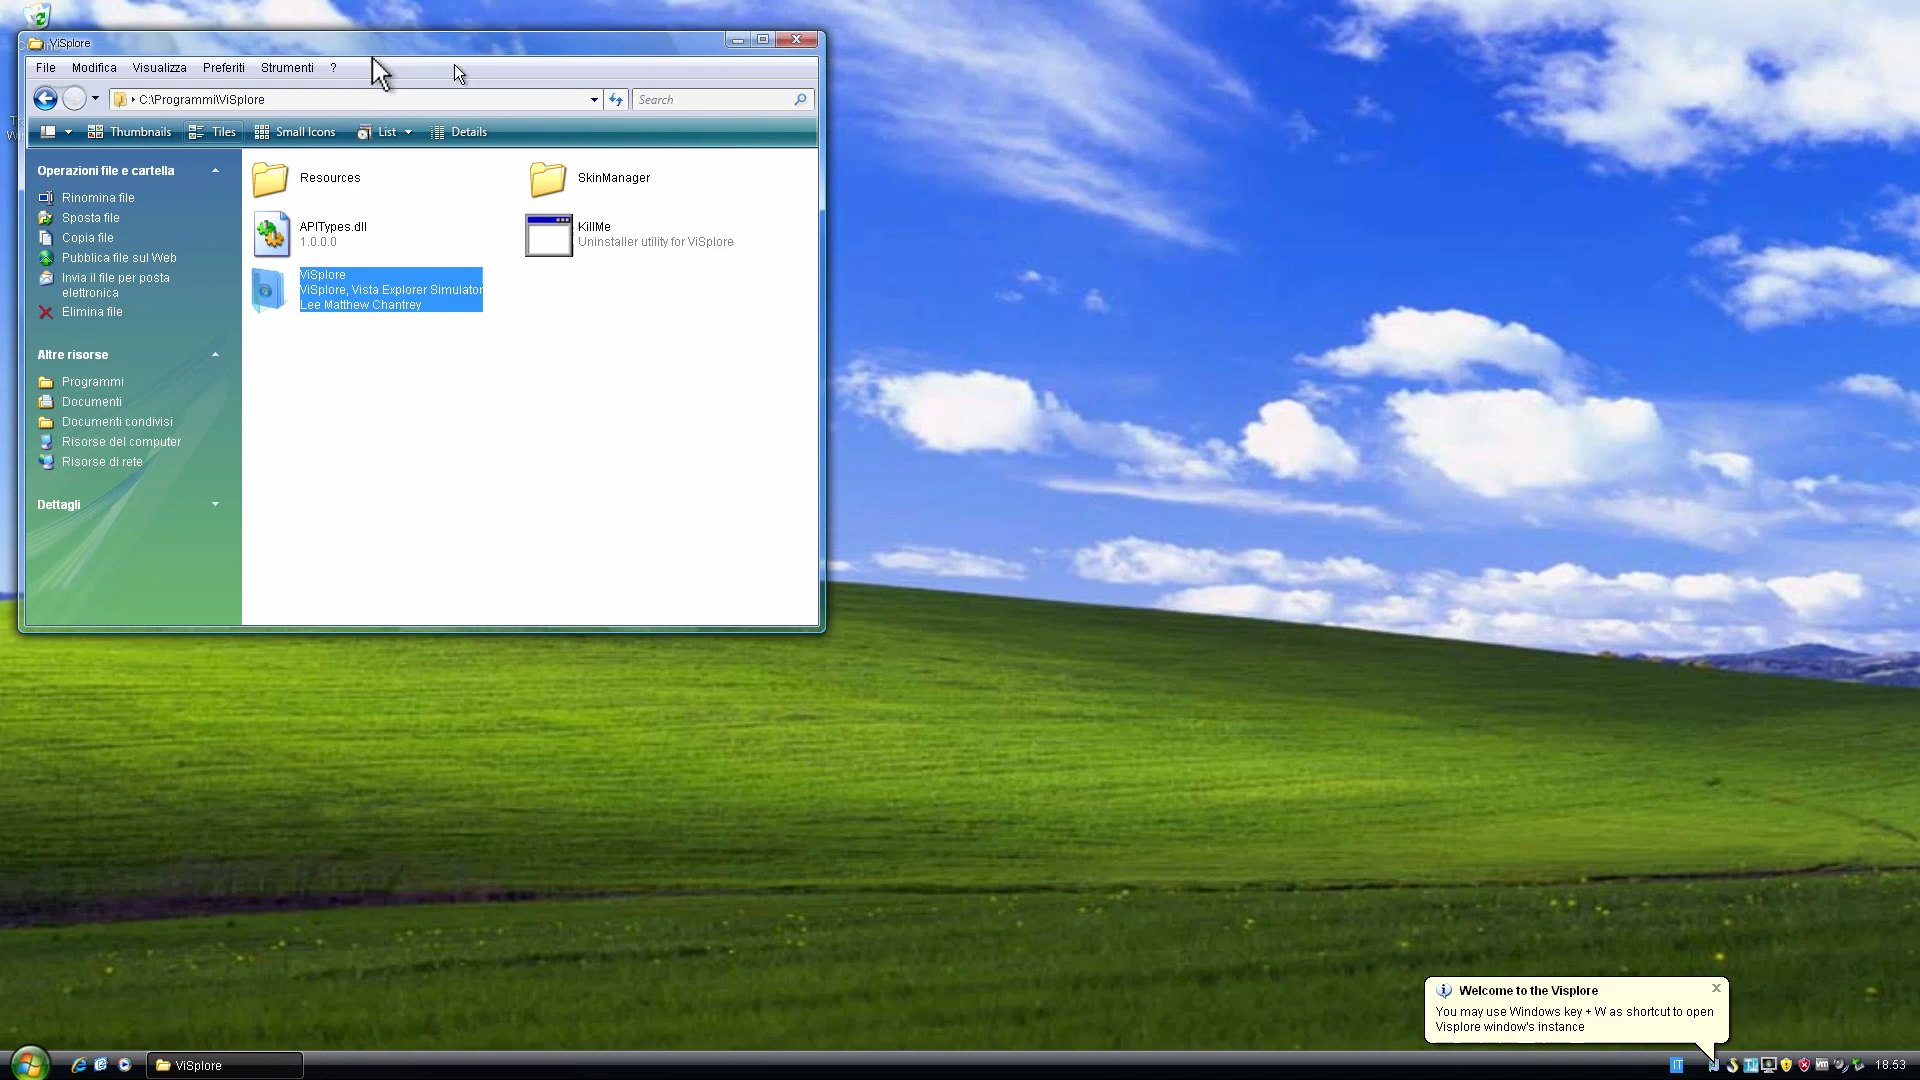 ViSplore
File Modifica Visualizza Preferiti Strumenti ?
C:\Programmi\ViSplore
Search
Thumbnails Tiles Small Icons List Details
Operazioni file e cartella
Rinomina file
Sposta file
Copia file
Pubblica file sul Web
Invia il file per posta
elettronica
Elimina file
Altre risorse
Programmi
Documenti
Documenti condivisi
Risorse del computer
Risorse di rete
Dettagli
Resources
SkinManager
APITypes.dll
1.0.0.0
KillMe
Uninstaller utility for ViSplore
ViSplore
ViSplore, Vista Explorer Simulator
Lee Matthew Chantrey
Welcome to the Visplore
You may use Windows key + W as shortcut to open
Visplore window's instance
ViSplore
IT
18.53